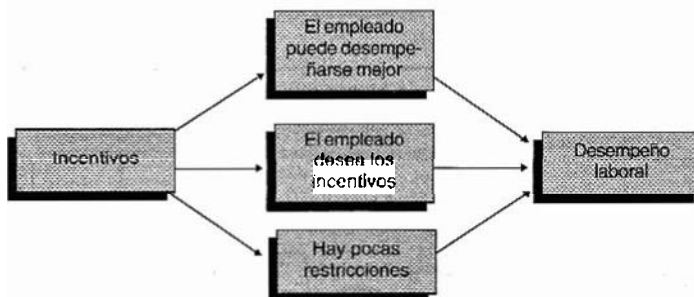 El empleado
puede desempe-
ñarse mejor
Incentivos
El empleado
desea los
incentivos
Desempeño
laboral
Hay pocas
restricciones